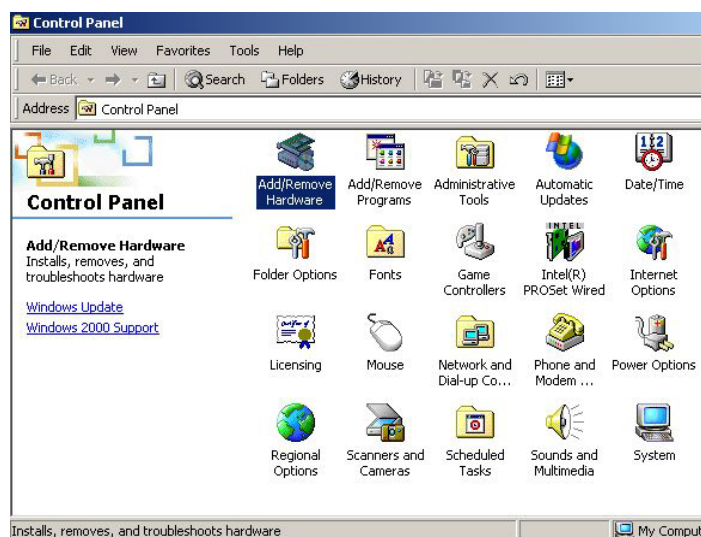 Control Panel
File Edit View Favorites Tools Help
Back Search Folders History
Address Control Panel
Control Panel
Add/Remove Hardware
Installs, removes, and
troubleshoots hardware
Windows Update
Windows 2000 Support
Add/Remove
Hardware
Add/Remove
Programs
Administrative
Tools
Automatic
Updates
12
Date/Time
Folder Options
Fonts
Game
Controllers
INTEL
Intel(R)
PROSet Wired
Internet
Options
Licensing
Mouse
Network and
Dial-up Co...
Phone and
Modem ...
Power Options
Regional
Options
Scanners and
Cameras
Scheduled
Tasks
Sounds and
Multimedia
System
Installs, removes, and troubleshoots hardware
My Comput